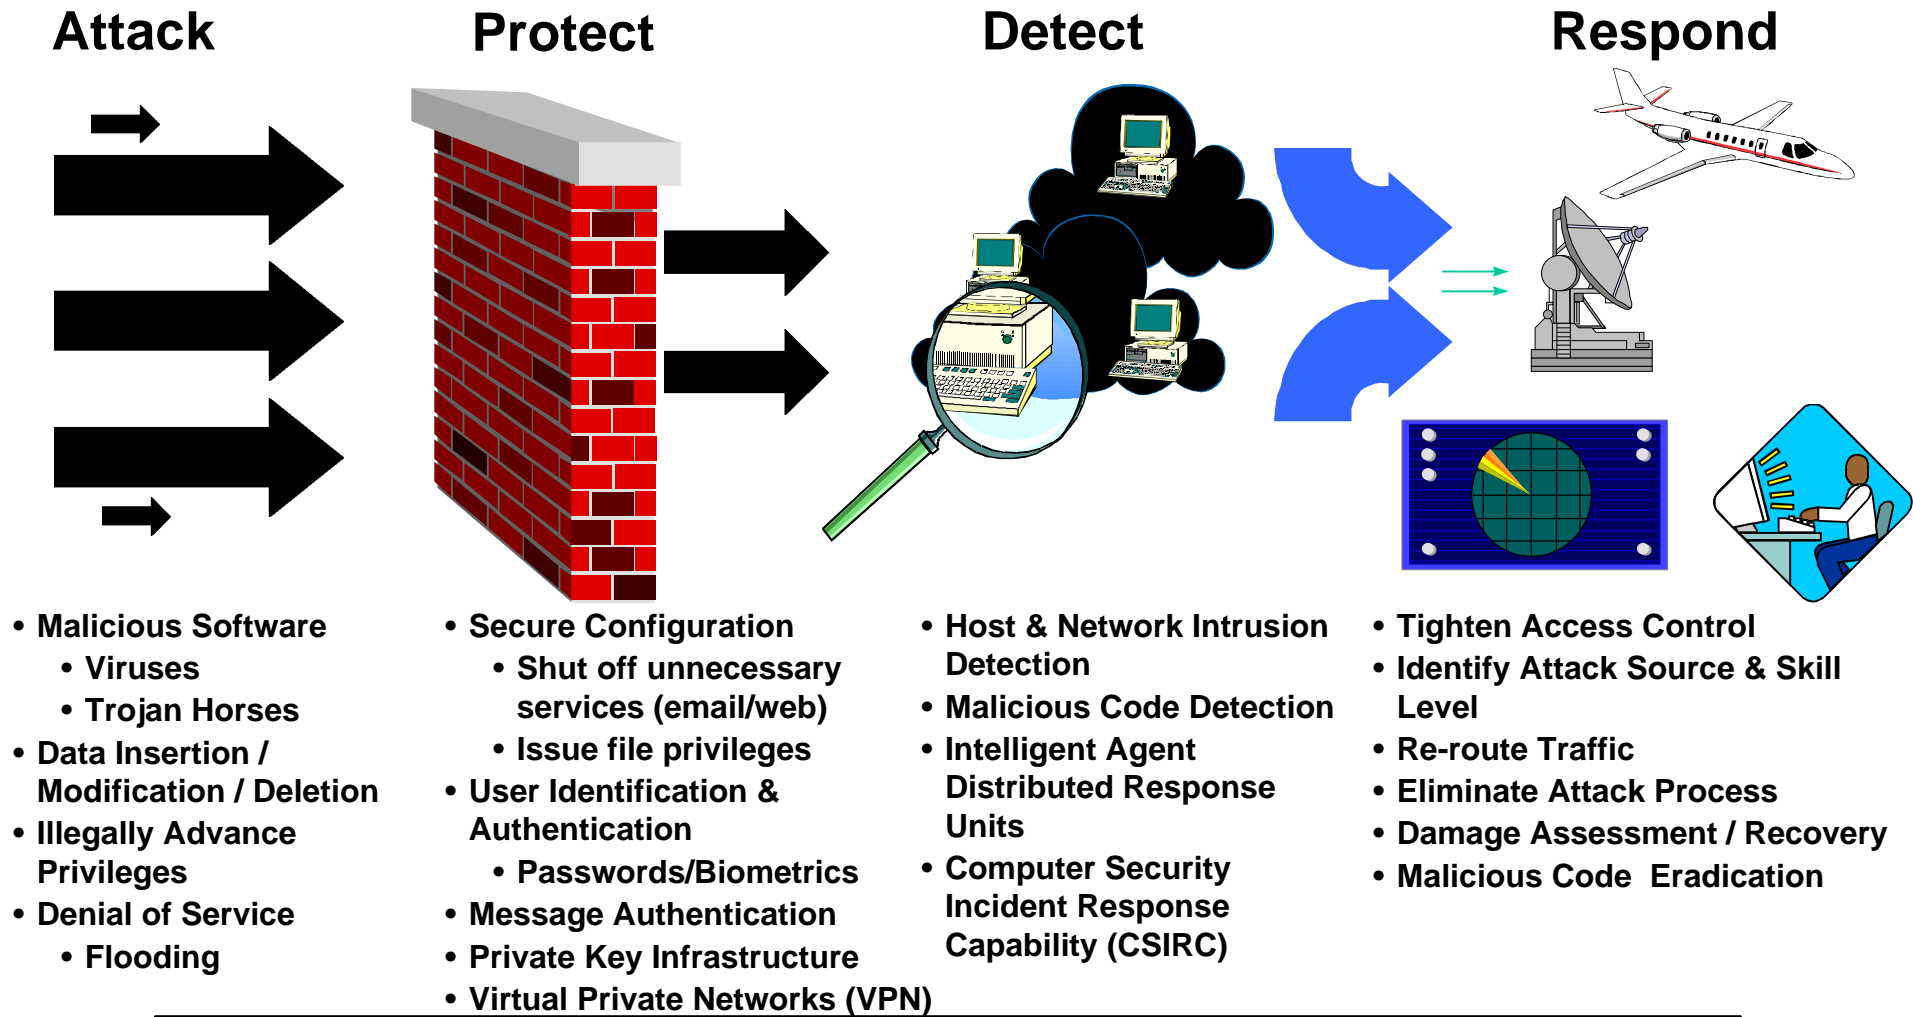 Attack
• Malicious Software
• Viruses
• Trojan Horses
• Data Insertion /
Modification / Deletion
• Illegally Advance
Privileges
• Denial of Service
• Flooding
Protect
• Secure Configuration
• Shut off unnecessary
services (email/web)
• Issue file privileges
• User Identification &
Authentication
• Passwords/Biometrics
• Message Authentication
• Private Key Infrastructure
• Virtual Private Networks (VPN)
Detect
• Host & Network Intrusion
Detection
• Malicious Code Detection
• Intelligent Agent
Distributed Response
Units
• Computer Security
Incident Response
Capability (CSIRC)
Respond
• Tighten Access Control
• Identify Attack Source & Skill
Level
• Re-route Traffic
• Eliminate Attack Process
• Damage Assessment / Recovery
• Malicious Code  Eradication